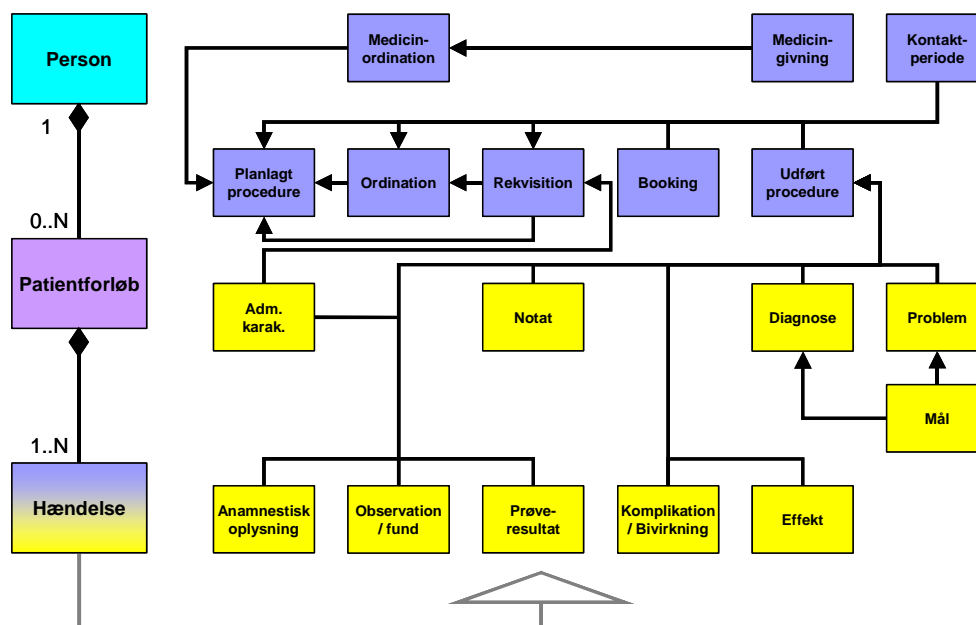 Person
1
0..N
Patientforløb
1..N
Hændelse
Medicin-
ordination
Medicin-
givning
Kontakt-
periode
Planlagt
procedure
Ordination
Rekvisition
Booking
Udført
procedure
Adm.
karak.
Notat
Diagnose
Problem
Mål
Anamnestisk
oplysning
Observation
/ fund
Prøve-
resultat
Komplikation
/ Bivirkning
Effekt